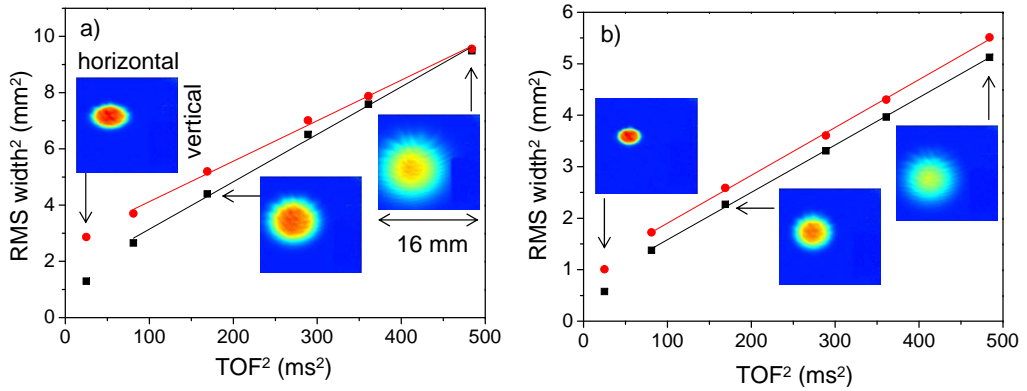 a)
RMS width² (mm²)
10
8
6
4
2
0
horizontal
vertical
16 mm
0 100 200 300 400 500
TOF² (ms²)
b)
RMS width² (mm²)
6
5
4
3
2
1
0
0 100 200 300 400 500
TOF² (ms²)